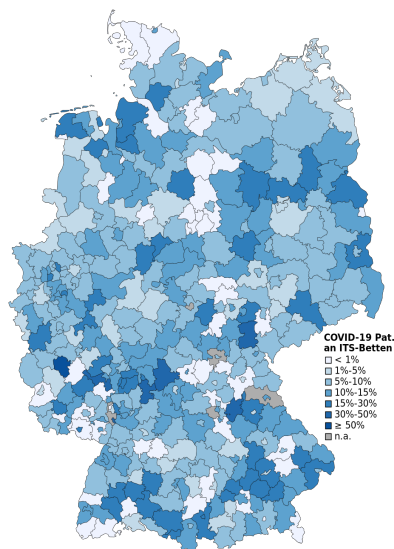 COVID-19 Pat.
an ITS-Betten
< 1%
1%-5%
5%-10%
10%-15%
15%-30%
30%-50%
≥ 50%
n.a.